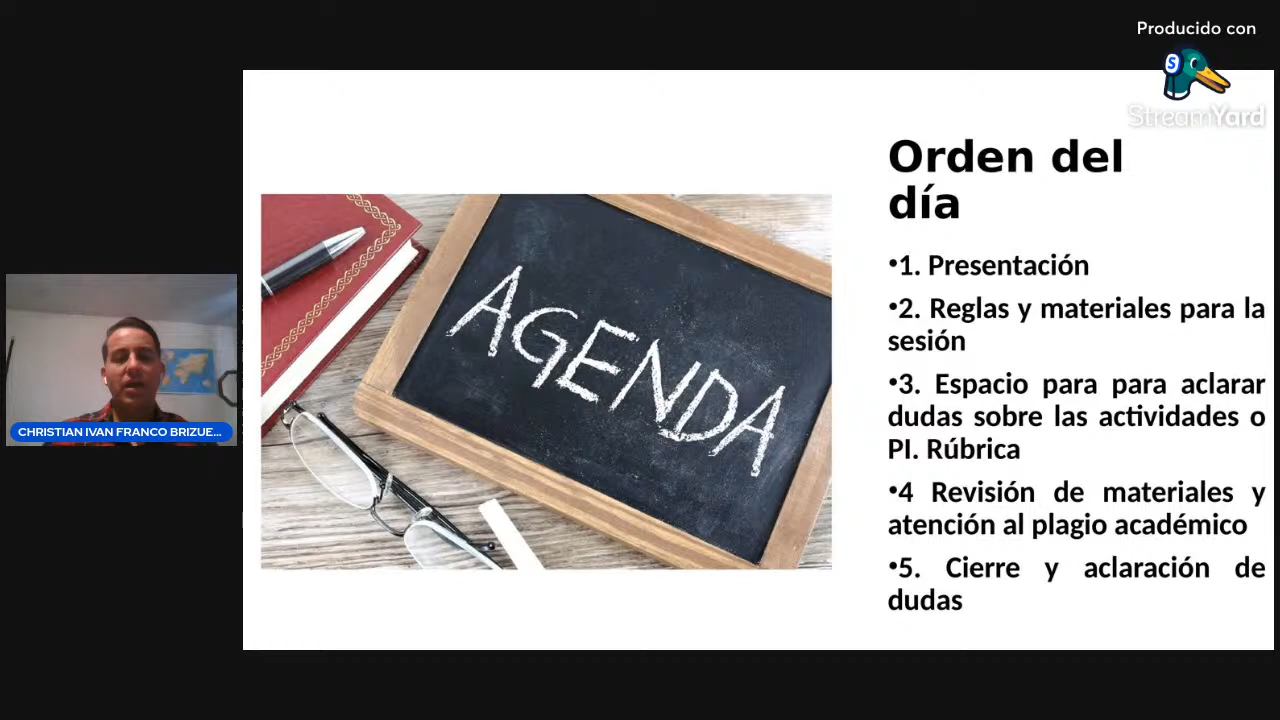 Producido con
StreamYard
Orden del
día
•1. Presentación
•2. Reglas y materiales para la
sesión
•3. Espacio para para aclarar
dudas sobre las actividades o
PI. Rúbrica
•4 Revisión de materiales y
atención al plagio académico
•5. Cierre y aclaración de
dudas
AGENDA
CHRISTIAN IVAN FRANCO BRIZUE...